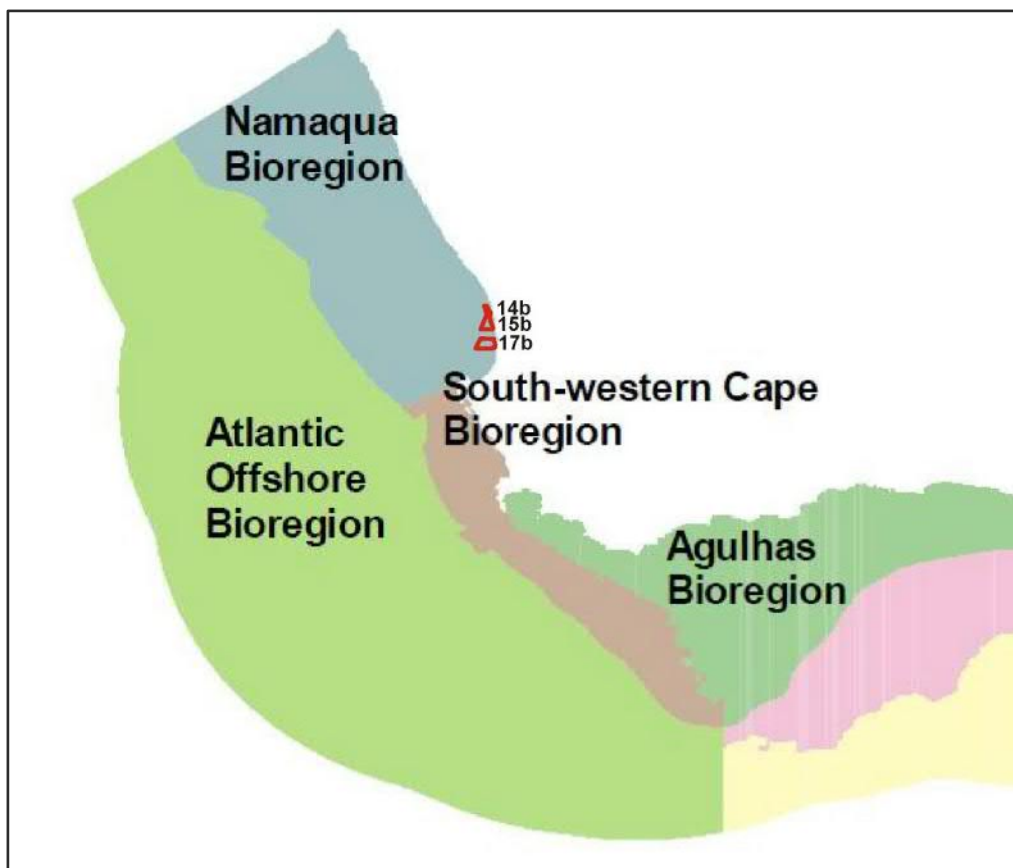 Namaqua
Bioregion
14b
15b
17b
South-western Cape
Bioregion
Atlantic
Offshore
Bioregion
Agulhas
Bioregion